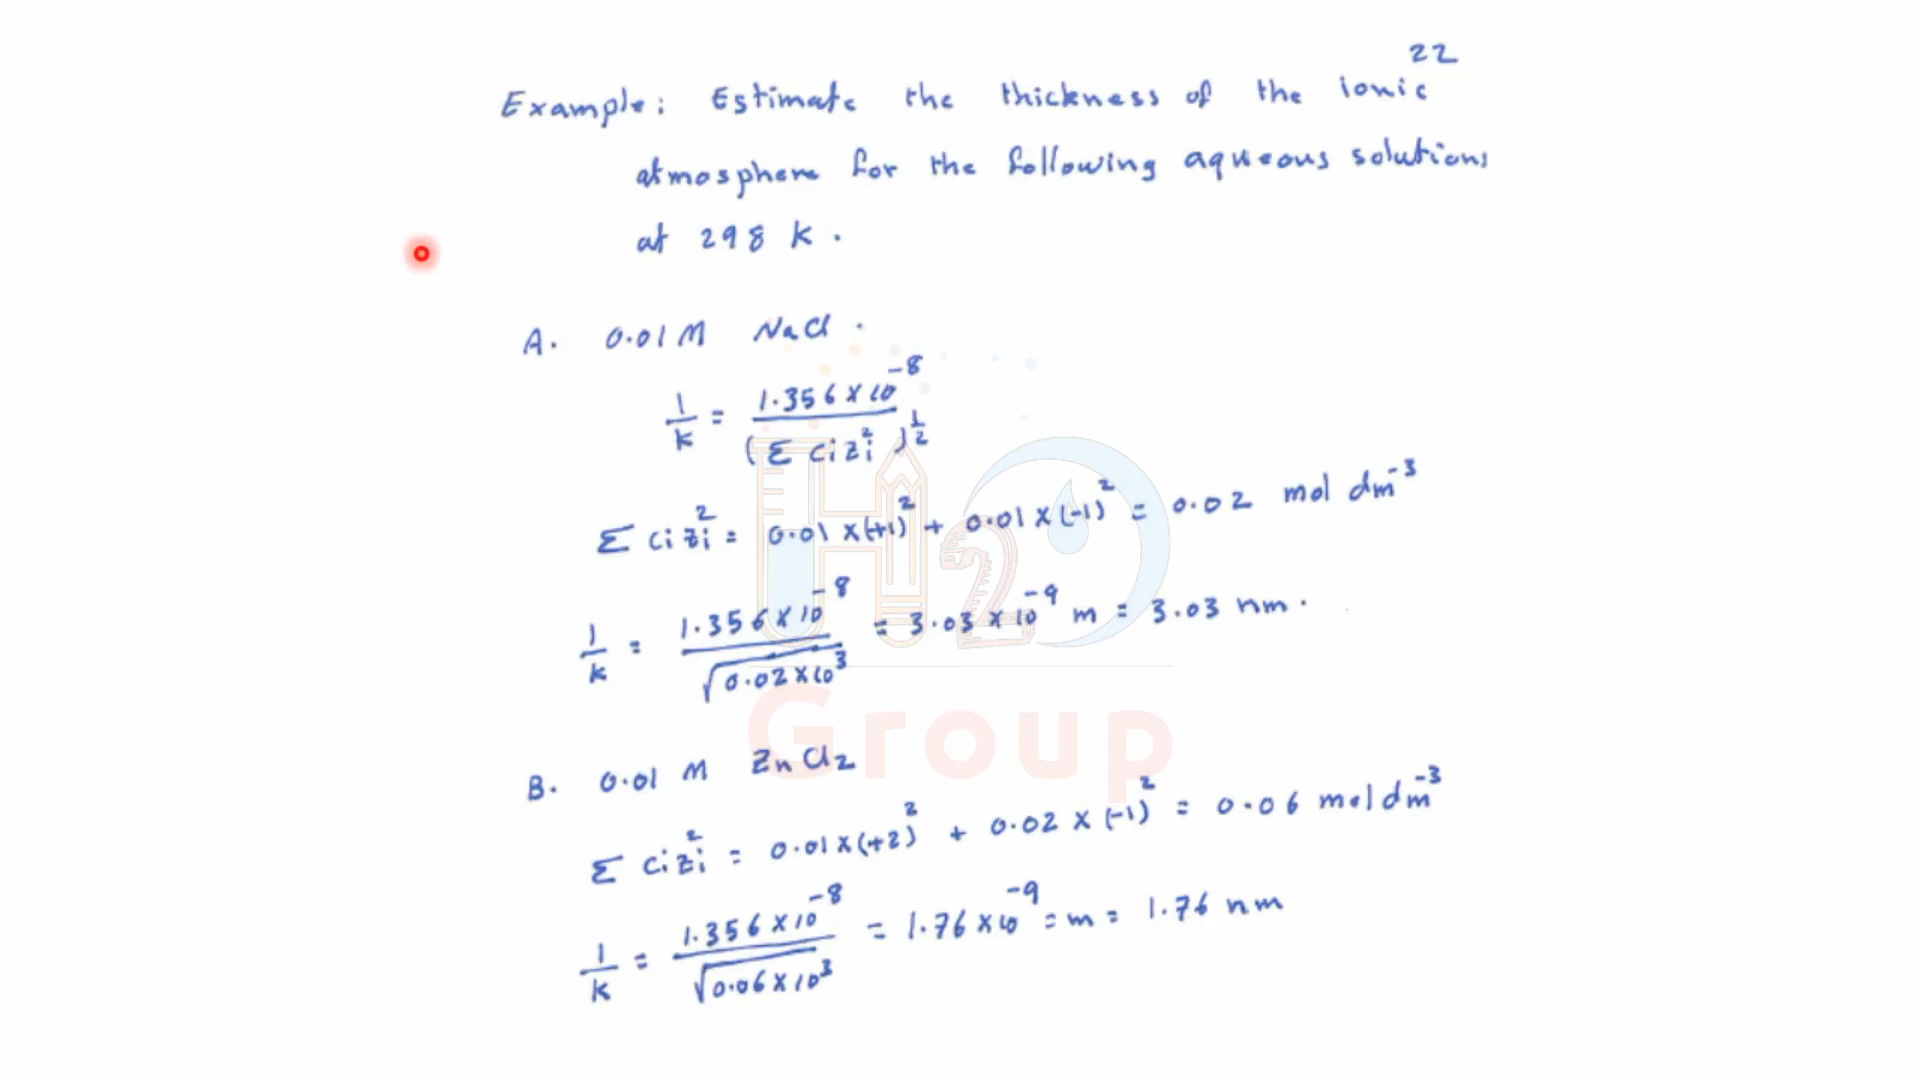 22
Example: Estimate the thickness of the ionic
atmosphere for the following aqueous solutions
at 298 K.
A. 0.01 M NaCl.
1/k = 1.356 x 10^-8 / (Σ ci zi^2)^1/2
Σ ci zi^2 = 0.01 x (+1)^2 + 0.01 x (-1)^2 = 0.02 mol dm^-3
1/k = 1.356 x 10^-8 / √0.02 x 10^3 = 3.03 x 10^-9 m = 3.03 nm.
B. 0.01 M ZnCl2
Σ ci zi^2 = 0.01 x (+2)^2 + 0.02 x (-1)^2 = 0.06 mol dm^-3
1/k = 1.356 x 10^-8 / √0.06 x 10^3 = 1.76 x 10^-9 = m = 1.76 nm
H2O
Group